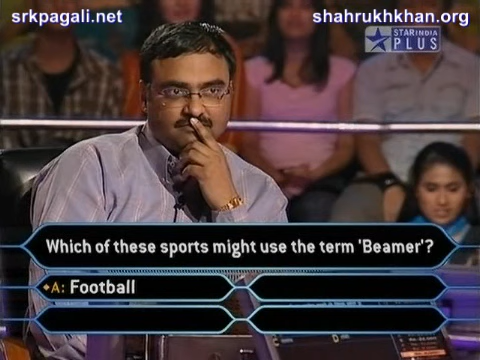 srkpagali.net
shahrukhkhan.org
STAR INDIA
PLUS
Which of these sports might use the term 'Beamer'?
A: Football